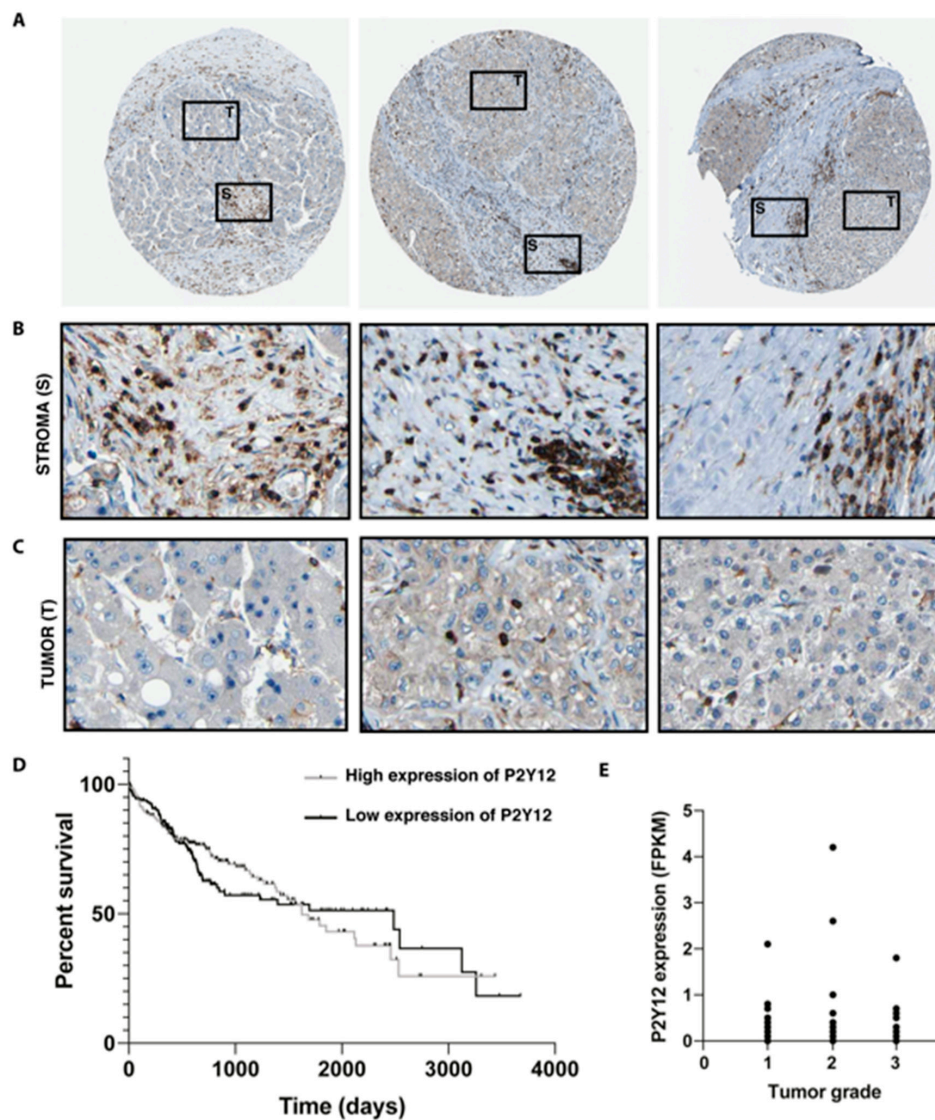 A
T
S
T
S
S
T
B
STROMA (S)
C
TUMOR (T)
D
High expression of P2Y12
Low expression of P2Y12
100
50
0
Percent survival
0 1000 2000 3000 4000
Time (days)
E
5
4
3
2
1
0
P2Y12 expression (FPKM)
0 1 2 3
Tumor grade